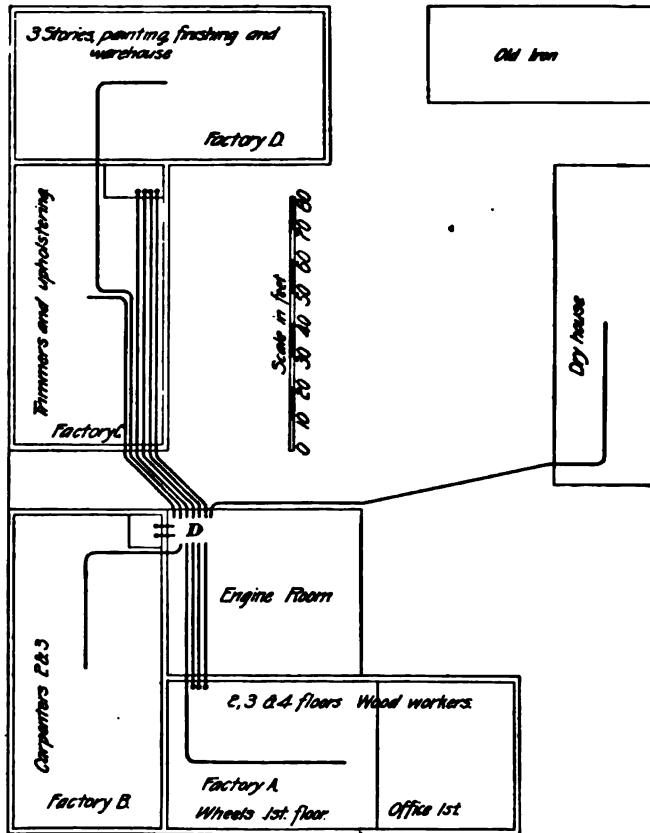 3 Stories, painting, finishing and
warehouse
Factory D.
Old Iron
Trimmers and upholstering
Factory C.
Scale in feet
0 10 20 30 40 50 60 70 80
Dry house
D
Engine Room
Carpenters 2&3
Factory B.
2, 3 & 4 floors Wood workers.
Factory A.
Wheels 1st. floor.
Office 1st